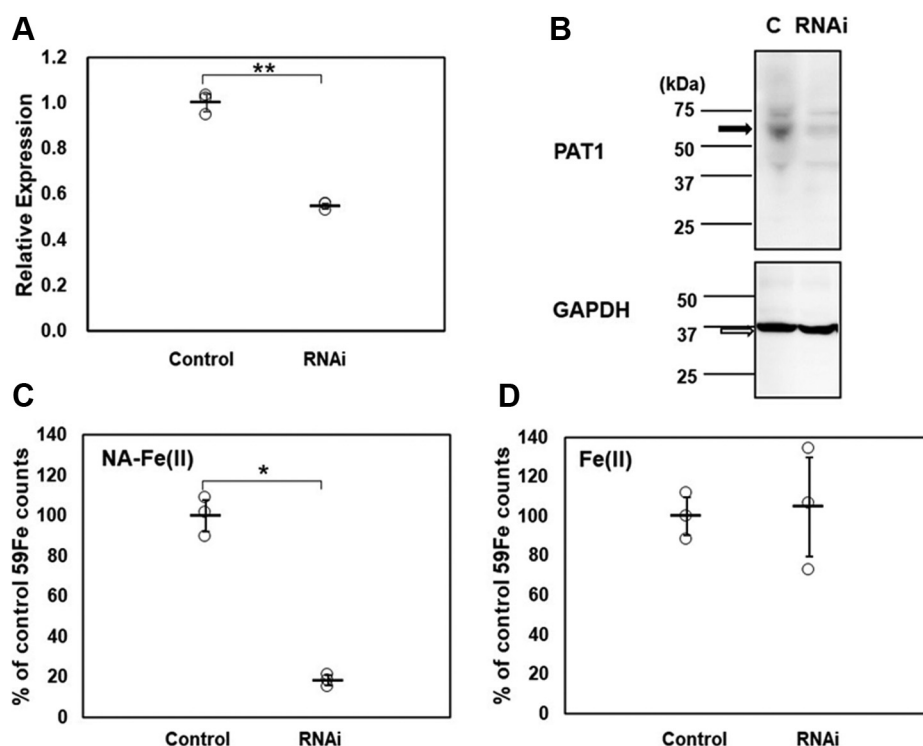 A
Relative Expression
1.2
1.0
0.8
0.6
0.4
0.2
0.0
**
Control RNAi
B
C RNAi
(kDa)
75
PAT1
50
37
25
GAPDH
50
37
25
C
% of control 59Fe counts
140
120
100
80
60
40
20
0
NA-Fe(II)
*
Control RNAi
D
% of control 59Fe counts
140
120
100
80
60
40
20
0
Fe(II)
Control RNAi